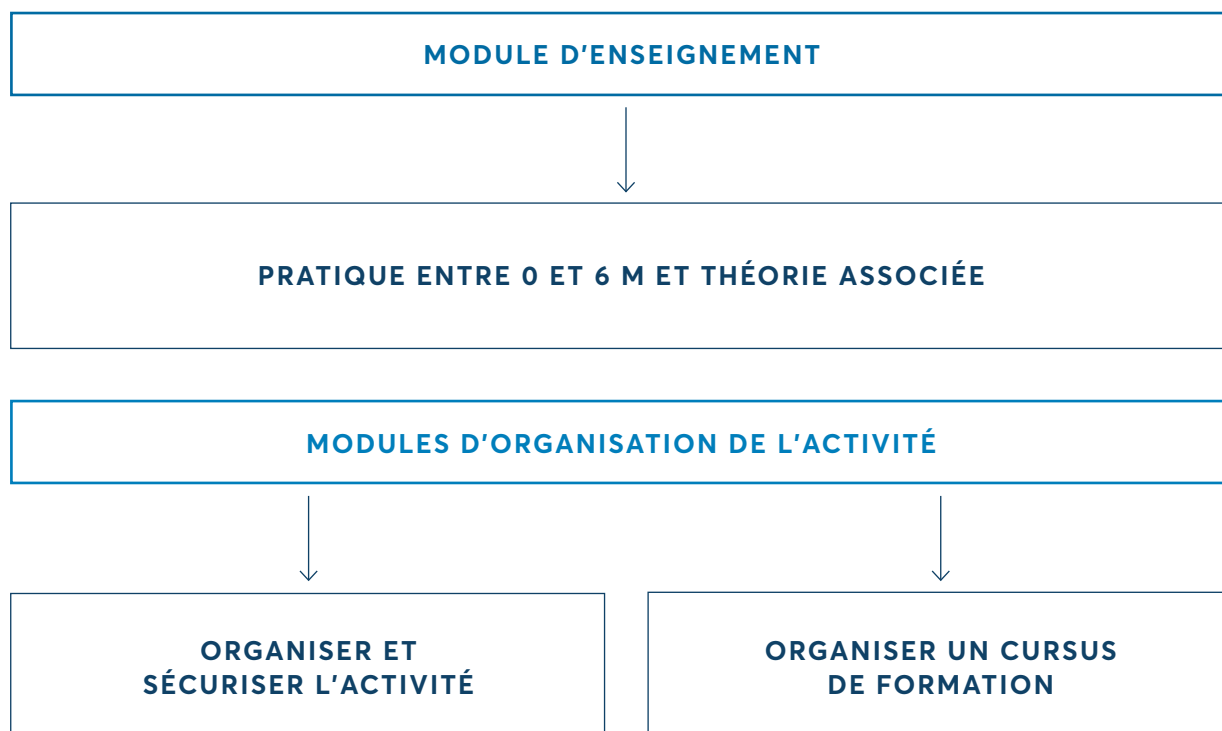 MODULE D'ENSEIGNEMENT
PRATIQUE ENTRE 0 ET 6 M ET THÉORIE ASSOCIÉE
MODULES D'ORGANISATION DE L'ACTIVITÉ
ORGANISER ET
SÉCURISER L'ACTIVITÉ
ORGANISER UN CURSUS
DE FORMATION